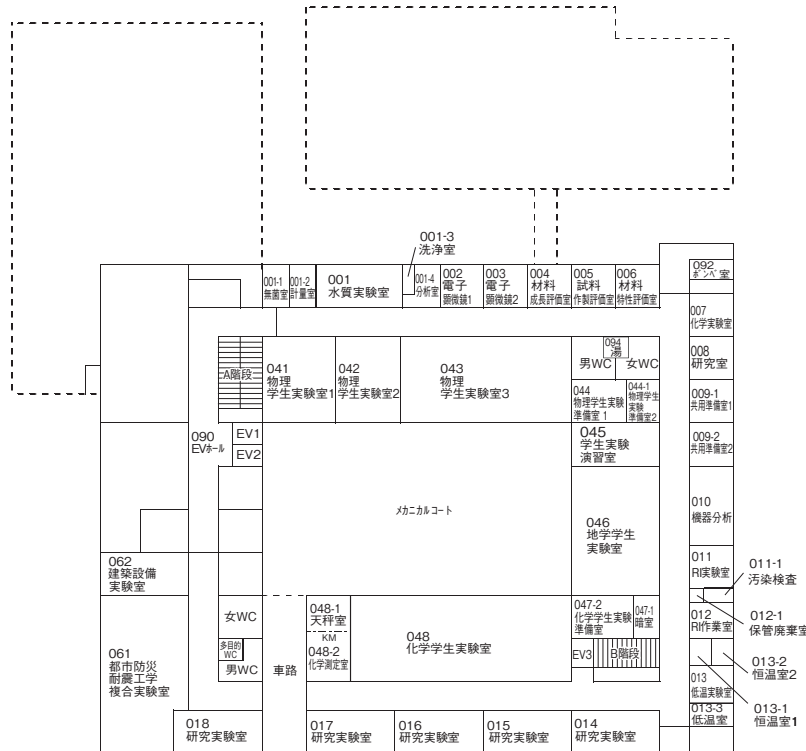 001-3
洗浄室
001-1
無菌室
001-2
計量室
001
水質実験室
001-4
分析室
002
電子
顕微鏡1
003
電子
顕微鏡2
004
材料
成長評価室
005
試料
作製評価室
006
材料
特性評価室
092
ボンベ室
007
化学実験室
008
研究室
009-1
共用準備室1
009-2
共用準備室2
010
機器分析
011
RI実験室
011-1
汚染検査
012
RI作業室
012-1
保管廃棄室
013-2
恒温室2
013
低温実験室
013-1
恒温室1
013-3
低温室
A階段
041
物理
学生実験室1
042
物理
学生実験室2
043
物理
学生実験室3
094
湯
男WC
女WC
044
物理学生実験
準備室 1
044-1
物理学生
実験
準備室2
090
EVホール
EV1
EV2
045
学生実験
演習室
メカニカルコート
046
地学学生
実験室
062
建築設備
実験室
061
都市防災
耐震工学
複合実験室
女WC
多目的
WC
男WC
車路
048-1
天秤室
KM
048-2
化学測定室
048
化学学生実験室
047-2
化学学生実験
準備室
047-1
暗室
EV3
B階段
018
研究実験室
017
研究実験室
016
研究実験室
015
研究実験室
014
研究実験室